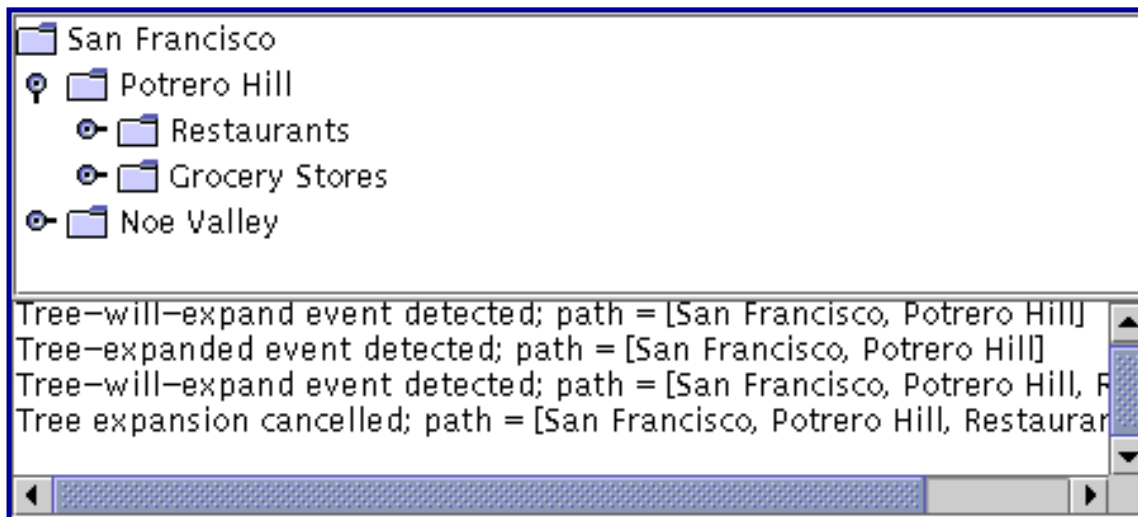 San Francisco
Potrero Hill
Restaurants
Grocery Stores
Noe Valley
Tree-will-expand event detected; path = [San Francisco, Potrero Hill]
Tree-expanded event detected; path = [San Francisco, Potrero Hill]
Tree-will-expand event detected; path = [San Francisco, Potrero Hill, R
Tree expansion cancelled; path = [San Francisco, Potrero Hill, Restaurar